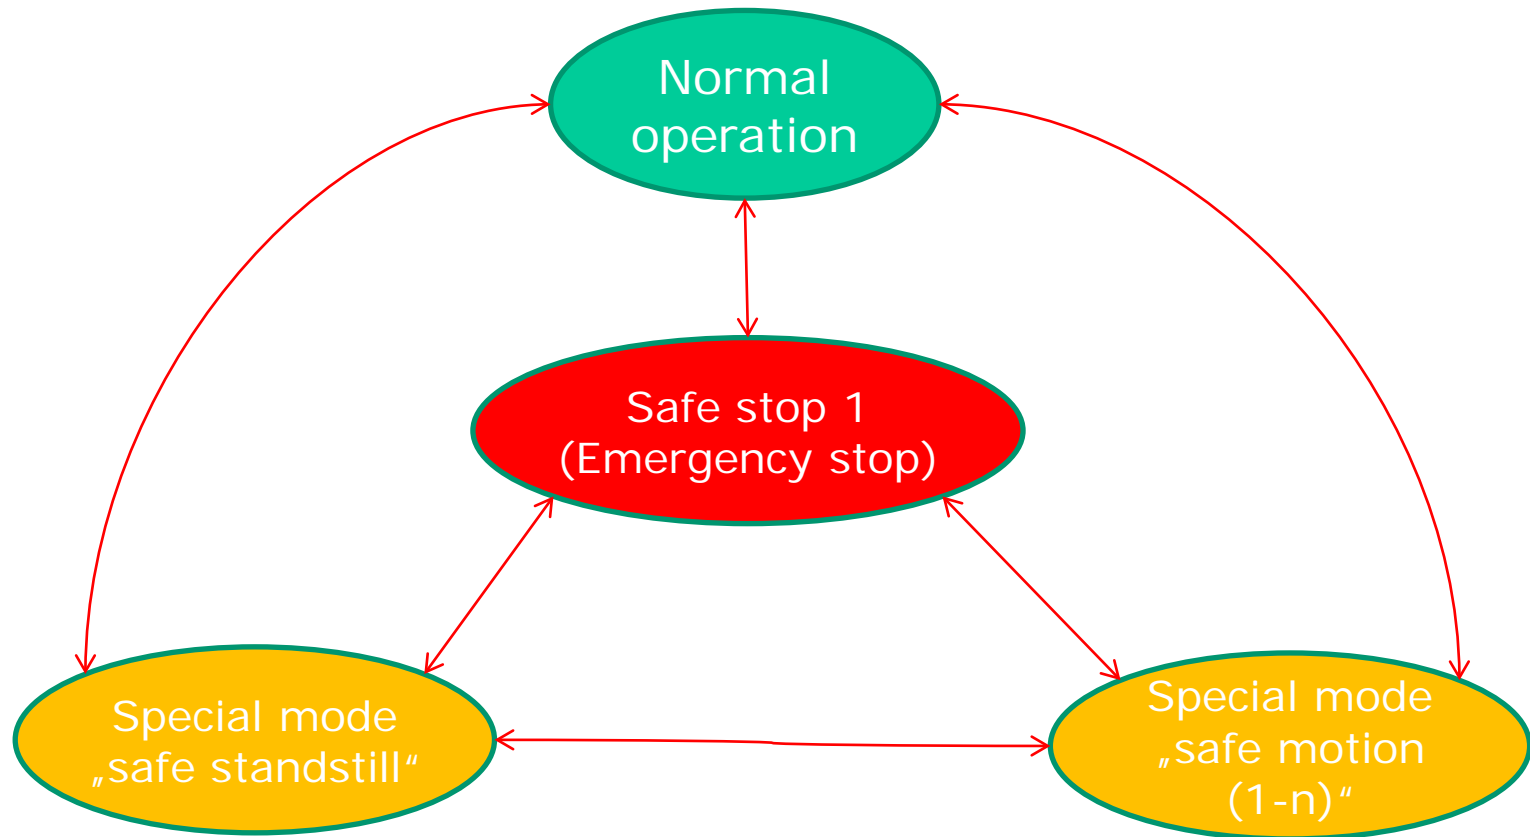 Normal
operation
Safe stop 1
(Emergency stop)
Special mode
„safe standstill“
Special mode
„safe motion
(1-n)“